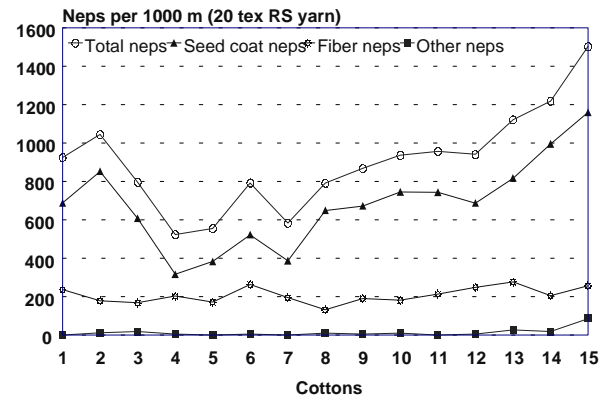 Neps per 1000 m (20 tex RS yarn)
1600
Total neps Seed coat neps Fiber neps Other neps
1400
1200
1000
800
600
400
200
0
1 2 3 4 5 6 7 8 9 10 11 12 13 14 15
Cottons